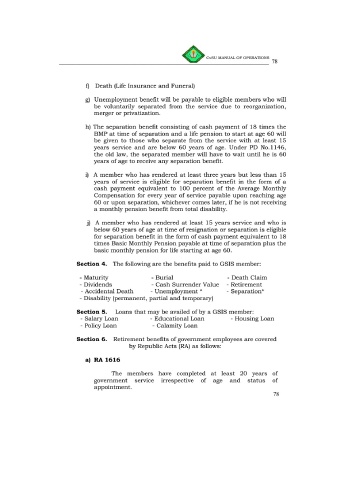 CvSU MANUAL OF OPERATIONS
78
f) Death (Life Insurance and Funeral)
g) Unemployment benefit will be payable to eligible members who will
be voluntarily separated from the service due to reorganization,
merger or privatization.
h) The separation benefit consisting of cash payment of 18 times the
BMP at time of separation and a life pension to start at age 60 will
be given to those who separate from the service with at least 15
years service and are below 60 years of age. Under PD No.1146,
the old law, the separated member will have to wait until he is 60
years of age to receive any separation benefit.
i) A member who has rendered at least three years but less than 15
years of service is eligible for separation benefit in the form of a
cash payment equivalent to 100 percent of the Average Monthly
Compensation for every year of service payable upon reaching age
60 or upon separation, whichever comes later, if he is not receiving
a monthly pension benefit from total disability.
j) A member who has rendered at least 15 years service and who is
below 60 years of age at time of resignation or separation is eligible
for separation benefit in the form of cash payment equivalent to 18
times Basic Monthly Pension payable at time of separation plus the
basic monthly pension for life starting at age 60.
Section 4. The following are the benefits paid to GSIS member:
- Maturity - Burial - Death Claim
- Dividends - Cash Surrender Value - Retirement
- Accidental Death - Unemployment * - Separation*
- Disability (permanent, partial and temporary)
Section 5. Loans that may be availed of by a GSIS member:
- Salary Loan - Educational Loan - Housing Loan
- Policy Loan - Calamity Loan
Section 6. Retirement benefits of government employees are covered
by Republic Acts (RA) as follows:
a) RA 1616
The members have completed at least 20 years of
government service irrespective of age and status of
appointment.
78